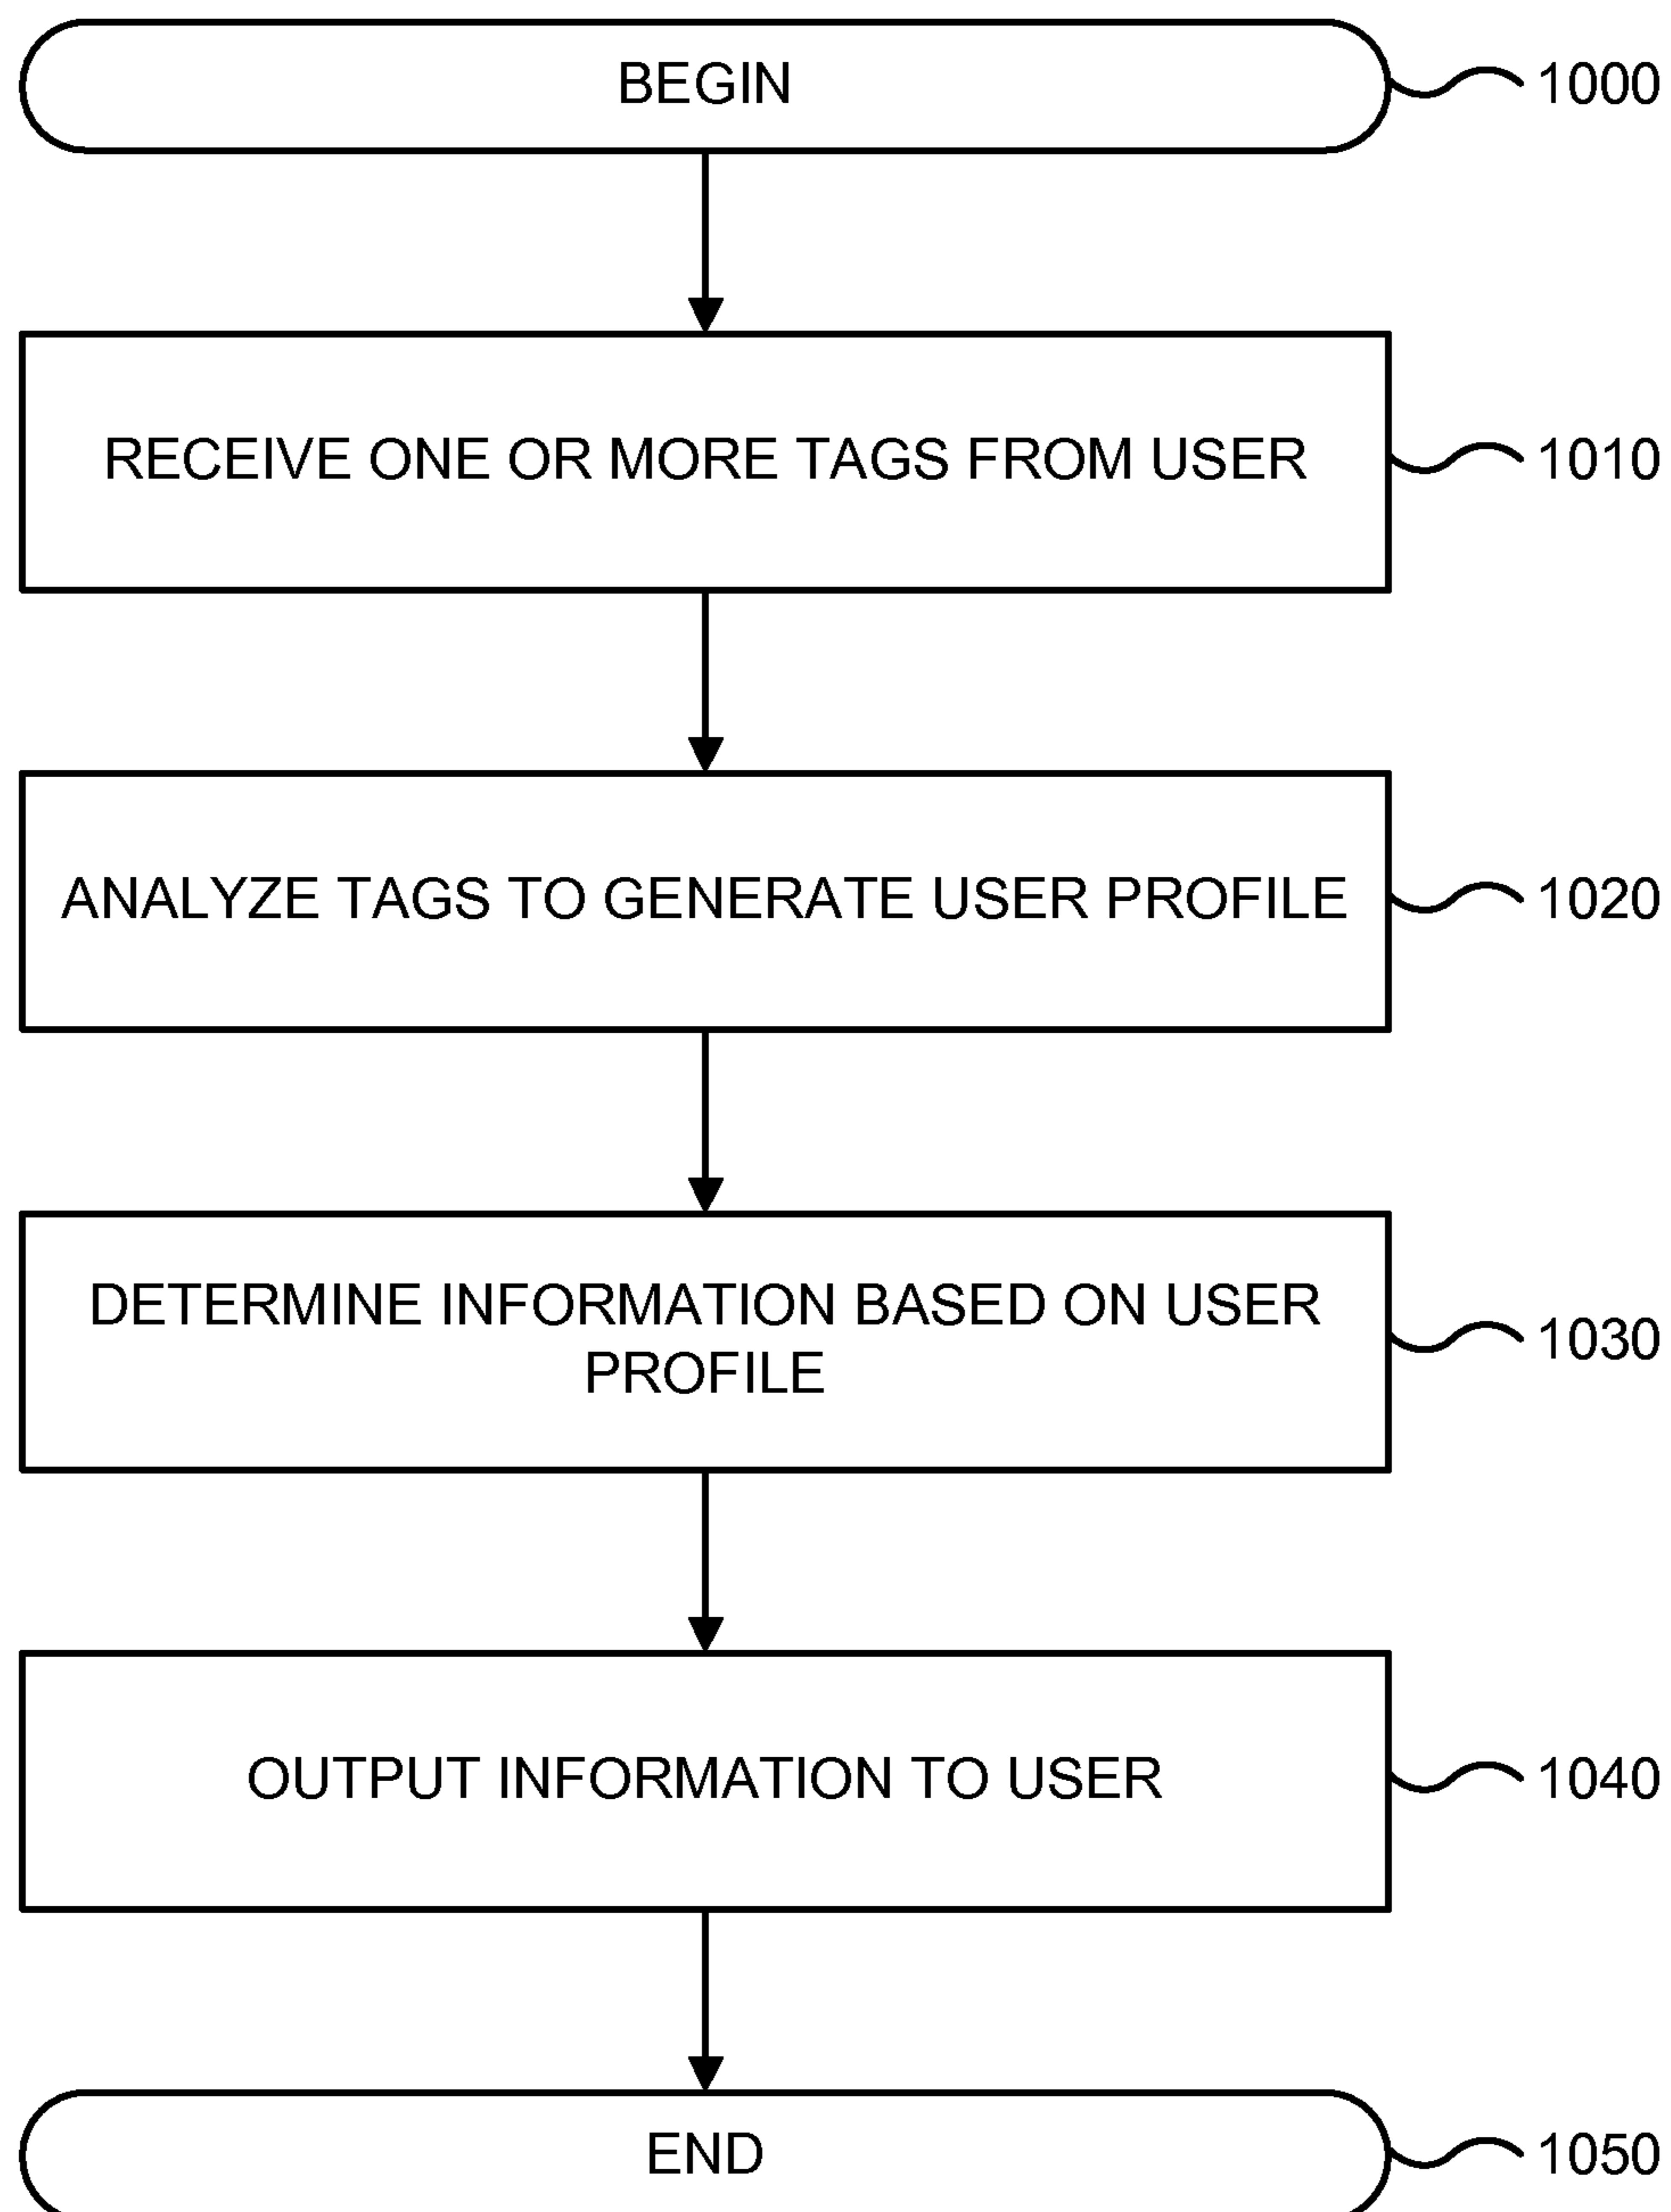 BEGIN
1000
RECEIVE ONE OR MORE TAGS FROM USER
1010
ANALYZE TAGS TO GENERATE USER PROFILE
1020
DETERMINE INFORMATION BASED ON USER
PROFILE
1030
OUTPUT INFORMATION TO USER
1040
END
1050